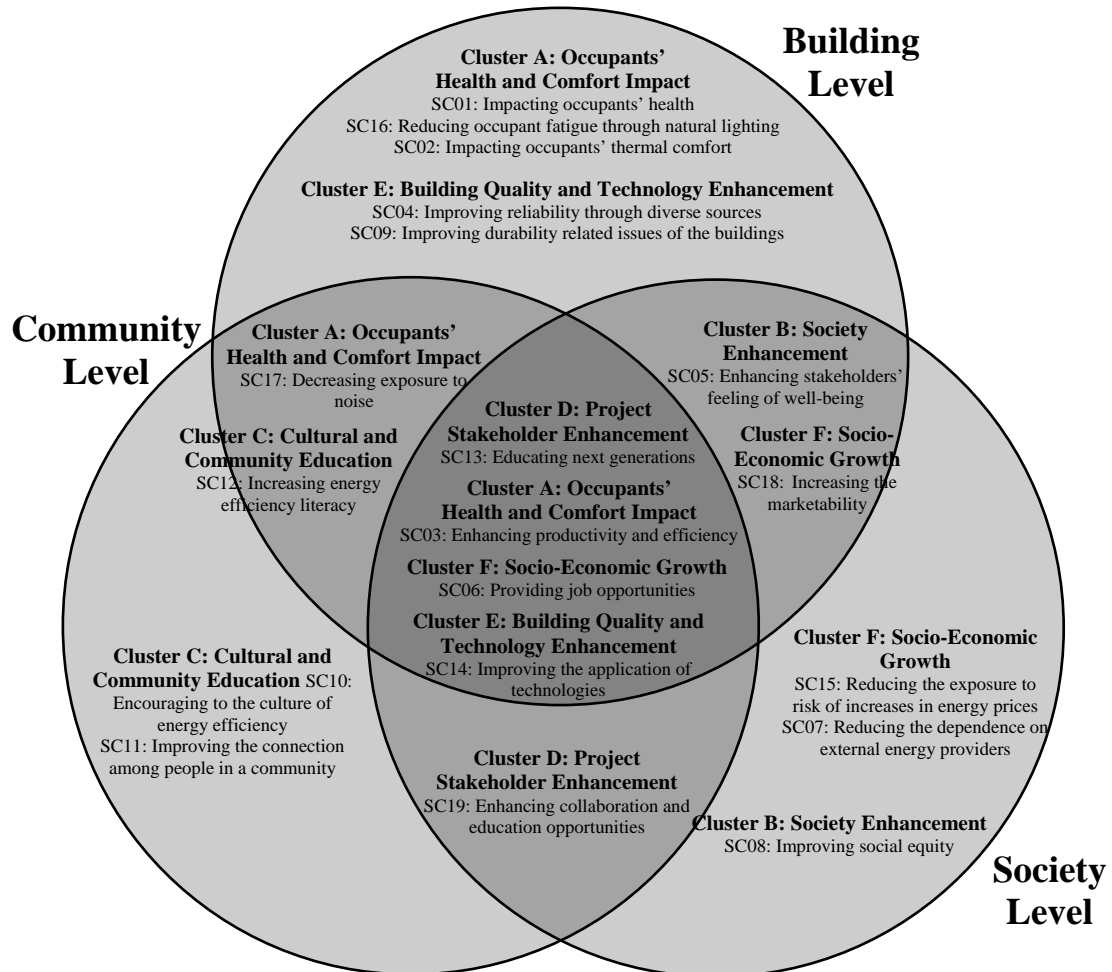 Building
Level
Cluster A: Occupants'
Health and Comfort Impact
SC01: Impacting occupants' health
SC16: Reducing occupant fatigue through natural lighting
SC02: Impacting occupants' thermal comfort
Cluster E: Building Quality and Technology Enhancement
SC04: Improving reliability through diverse sources
SC09: Improving durability related issues of the buildings
Community
Level
Cluster A: Occupants'
Health and Comfort Impact
SC17: Decreasing exposure to
noise
Cluster C: Cultural and
Community Education
SC12: Increasing energy
efficiency literacy
Cluster B: Society
Enhancement
SC05: Enhancing stakeholders'
feeling of well-being
Cluster F: Socio-
Economic Growth
SC18: Increasing the
marketability
Cluster D: Project
Stakeholder Enhancement
SC13: Educating next generations
Cluster A: Occupants'
Health and Comfort Impact
SC03: Enhancing productivity and efficiency
Cluster F: Socio-Economic Growth
SC06: Providing job opportunities
Cluster E: Building Quality and
Technology Enhancement
SC14: Improving the application of
technologies
Cluster C: Cultural and
Community Education SC10:
Encouraging to the culture of
energy efficiency
SC11: Improving the connection
among people in a community
Cluster F: Socio-Economic
Growth
SC15: Reducing the exposure to
risk of increases in energy prices
SC07: Reducing the dependence on
external energy providers
Cluster D: Project
Stakeholder Enhancement
SC19: Enhancing collaboration and
education opportunities
Cluster B: Society Enhancement
SC08: Improving social equity
Society
Level